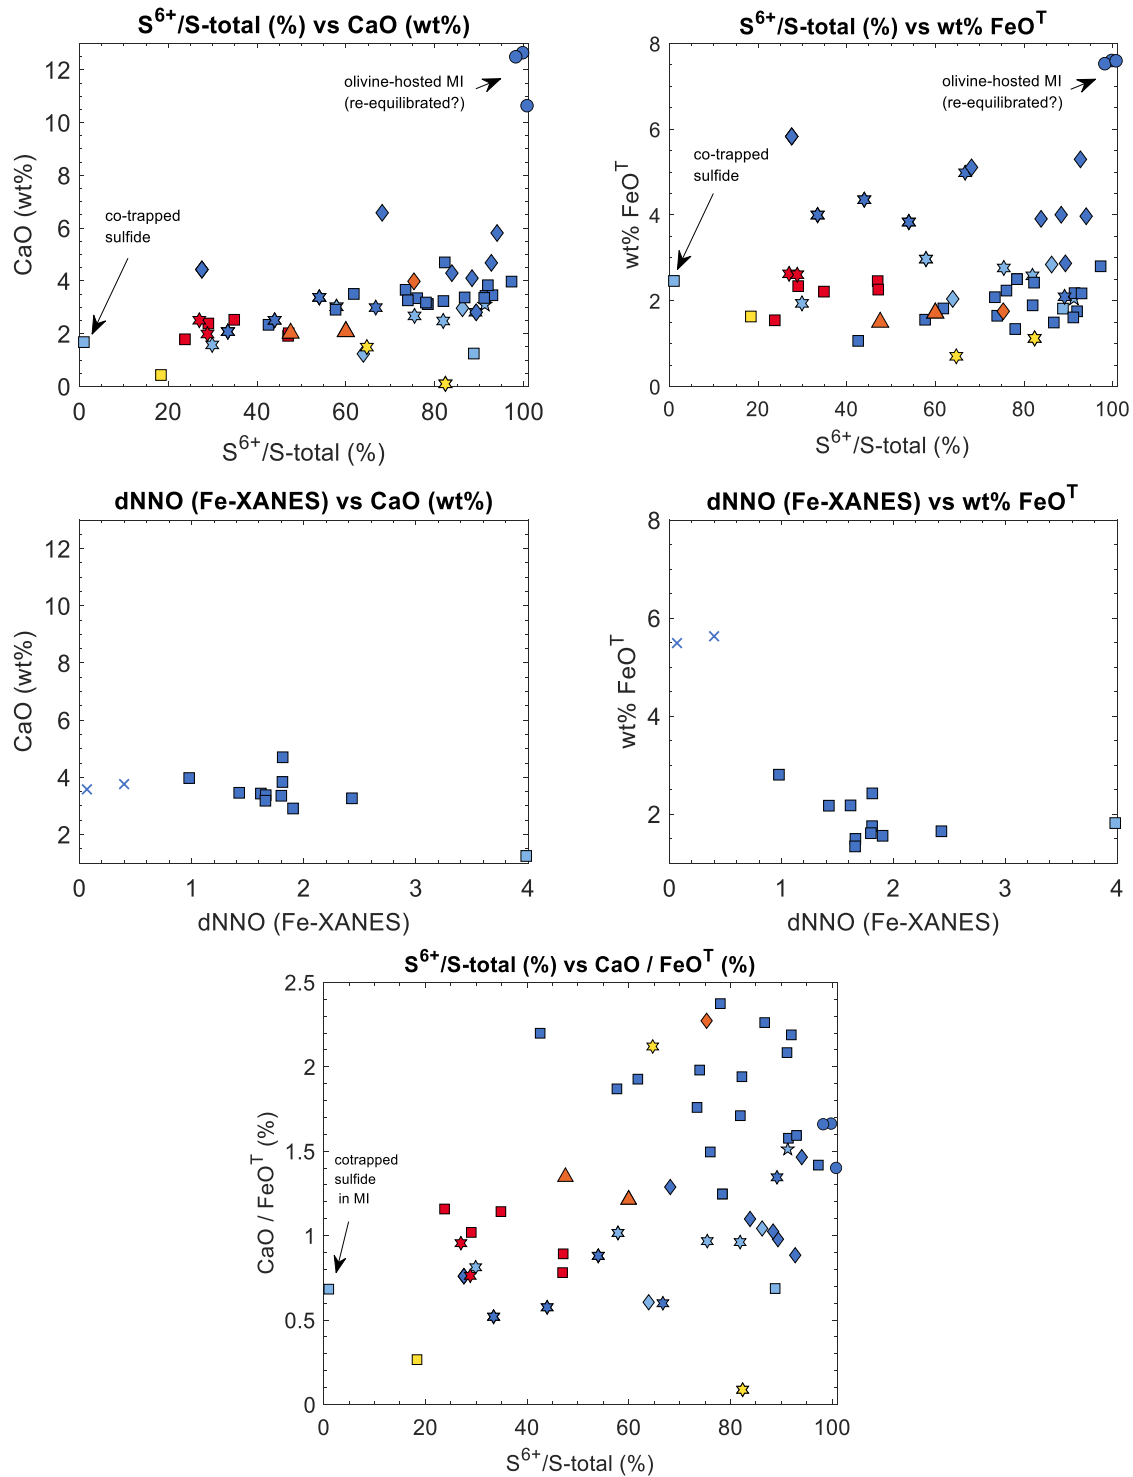 S⁶⁺/S-total (%) vs CaO (wt%)
12
10
8
6
4
2
0
CaO (wt%)
olivine-hosted MI
(re-equilibrated?)
co-trapped
sulfide
0 20 40 60 80 100
S⁶⁺/S-total (%)
S⁶⁺/S-total (%) vs wt% FeOᵀ
8
6
4
2
0
wt% FeOᵀ
olivine-hosted MI
(re-equilibrated?)
co-trapped
sulfide
0 20 40 60 80 100
S⁶⁺/S-total (%)
dNNO (Fe-XANES) vs CaO (wt%)
12
10
8
6
4
2
CaO (wt%)
0 1 2 3 4
dNNO (Fe-XANES)
dNNO (Fe-XANES) vs wt% FeOᵀ
8
6
4
2
wt% FeOᵀ
0 1 2 3 4
dNNO (Fe-XANES)
S⁶⁺/S-total (%) vs CaO / FeOᵀ (%)
2.5
2
1.5
1
0.5
0
CaO / FeOᵀ (%)
cotrapped
sulfide
in MI
0 20 40 60 80 100
S⁶⁺/S-total (%)